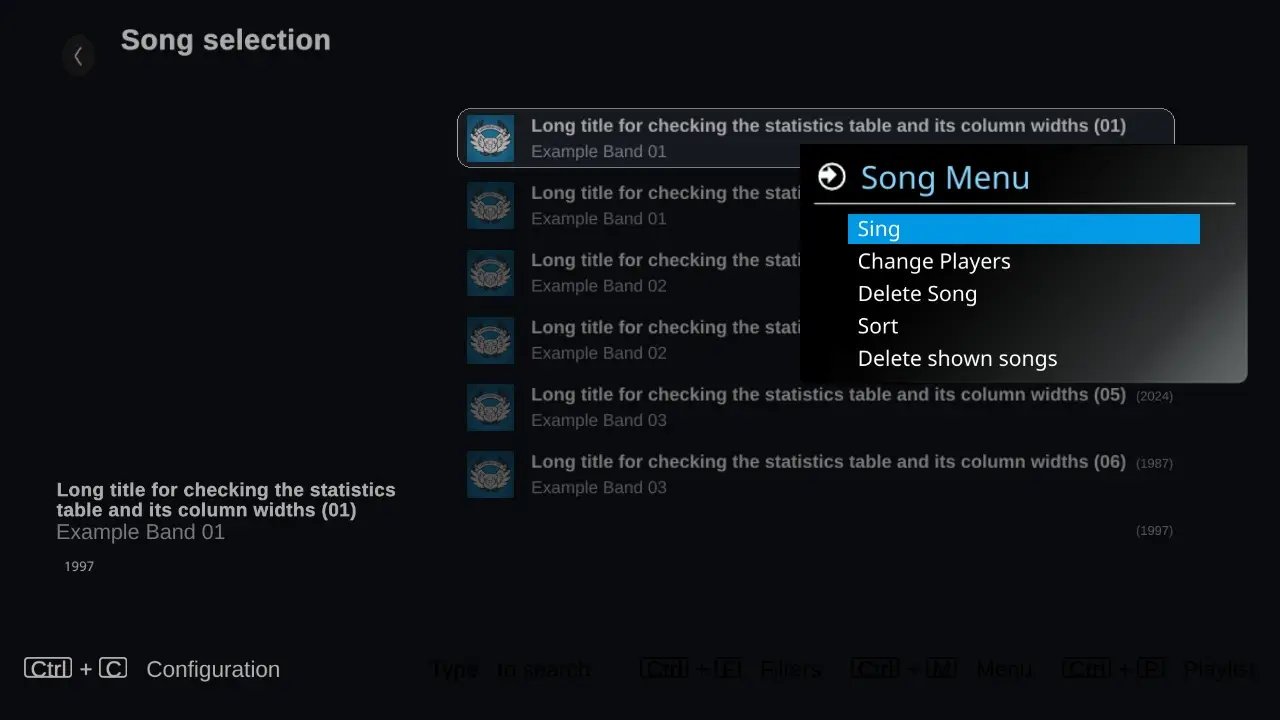 Song selection
Long title for checking the statistics table and its column widths (01)
Example Band 01
Long title for checking the stati
Example Band 01
Long title for checking the stati
Example Band 02
Long title for checking the stati
Example Band 02
Long title for checking the statistics table and its column widths (05) (2024)
Example Band 03
Long title for checking the statistics table and its column widths (06) (1987)
Example Band 03
(1997)
Song Menu
Sing
Change Players
Delete Song
Sort
Delete shown songs
Long title for checking the statistics
table and its column widths (01)
Example Band 01
1997
Ctrl + C Configuration Type to search Ctrl + F Filters Ctrl + M Menu Ctrl + P Playlist